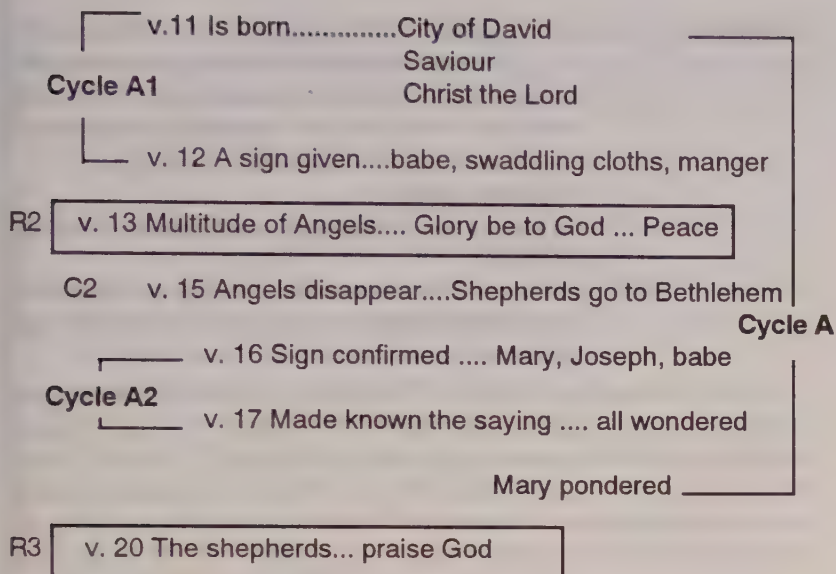 v.11 Is born..............City of David
Saviour
Cycle A1
Christ the Lord
v. 12 A sign given....babe, swaddling cloths, manger
R2 v. 13 Multitude of Angels.... Glory be to God ... Peace
C2 v. 15 Angels disappear....Shepherds go to Bethlehem
Cycle A
v. 16 Sign confirmed .... Mary, Joseph, babe
Cycle A2
v. 17 Made known the saying .... all wondered
Mary pondered
R3 v. 20 The shepherds... praise God